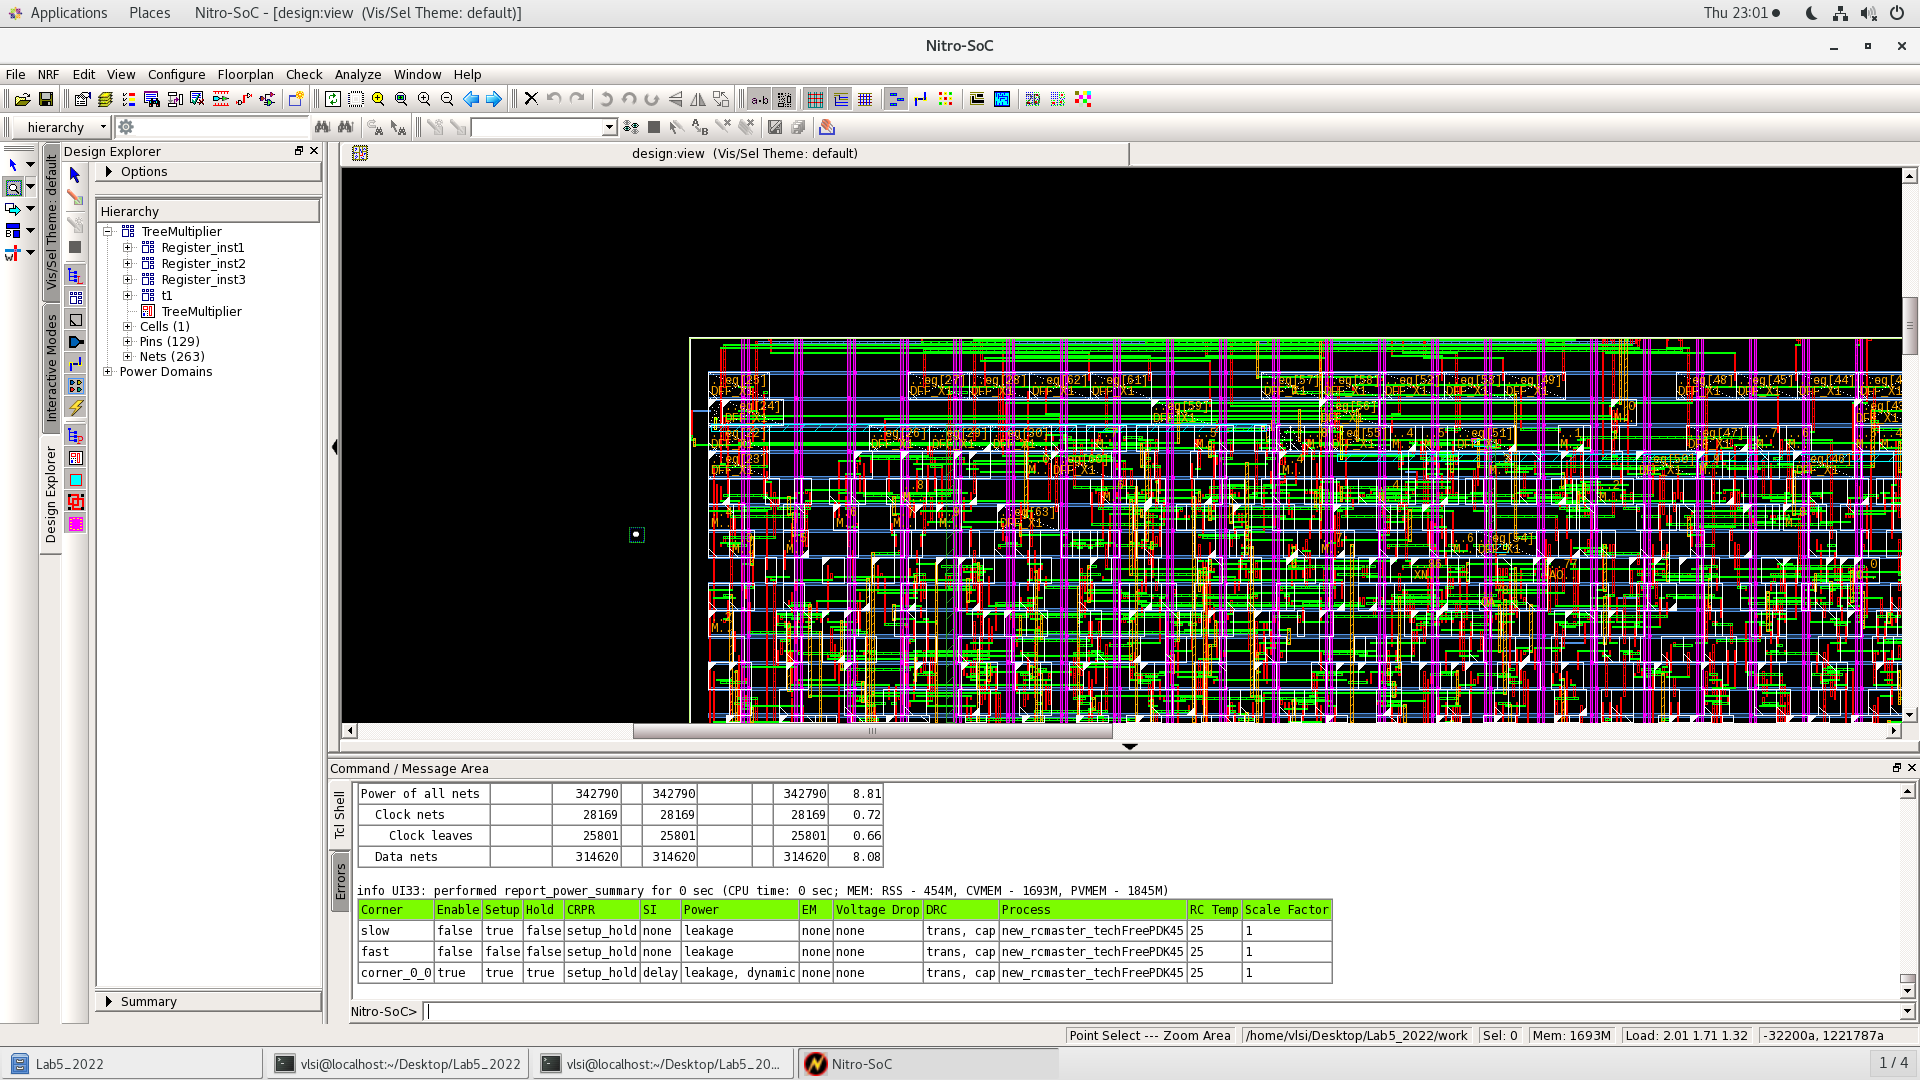 Applications Places Nitro-SoC - [design:view (Vis/Sel Theme: default)] Thu 23:01
Nitro-SoC
File NRF Edit View Configure Floorplan Check Analyze Window Help
hierarchy
Vis/Sel Theme: default
Interactive Modes
Design Explorer
Design Explorer
Options
Hierarchy
TreeMultiplier
Register_inst1
Register_inst2
Register_inst3
t1
TreeMultiplier
Cells (1)
Pins (129)
Nets (263)
Power Domains
Summary
design:view (Vis/Sel Theme: default)
Command / Message Area
Tcl Shell
Errors
Power of all nets 342790 342790 342790 8.81
Clock nets 28169 28169 28169 0.72
Clock leaves 25801 25801 25801 0.66
Data nets 314620 314620 314620 8.08
info UI33: performed report_power_summary for 0 sec (CPU time: 0 sec; MEM: RSS - 454M, CVMEM - 1693M, PVMEM - 1845M)
Corner Enable Setup Hold CRPR SI Power EM Voltage Drop DRC Process RC Temp Scale Factor
slow false true false setup_hold none leakage none none trans, cap new_rcmaster_techFreePDK45 25 1
fast false false false setup_hold none leakage none none trans, cap new_rcmaster_techFreePDK45 25 1
corner_0_0 true true true setup_hold delay leakage, dynamic none none trans, cap new_rcmaster_techFreePDK45 25 1
Nitro-SoC>
Point Select --- Zoom Area /home/vlsi/Desktop/Lab5_2022/work Sel: 0 Mem: 1693M Load: 2.01 1.71 1.32 -32200a, 1221787a
Lab5_2022 vlsi@localhost:~/Desktop/Lab5_2022 vlsi@localhost:~/Desktop/Lab5_20... Nitro-SoC 1 / 4